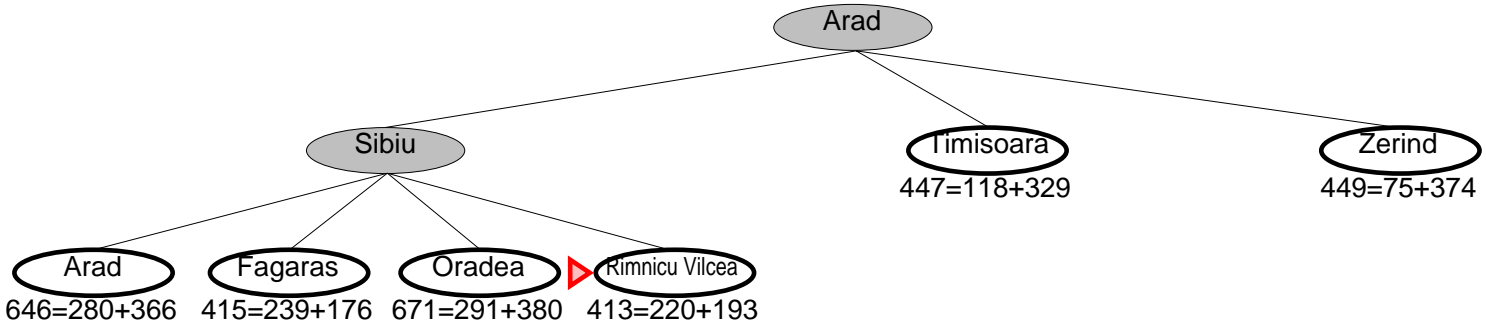 Arad
Sibiu
Timisoara
Zerind
447=118+329
449=75+374
Arad
Fagaras
Oradea
Rimnicu Vilcea
646=280+366
415=239+176
671=291+380
413=220+193